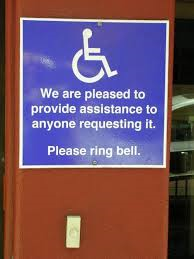 We are pleased to
provide assistance to
anyone requesting it.
Please ring bell.